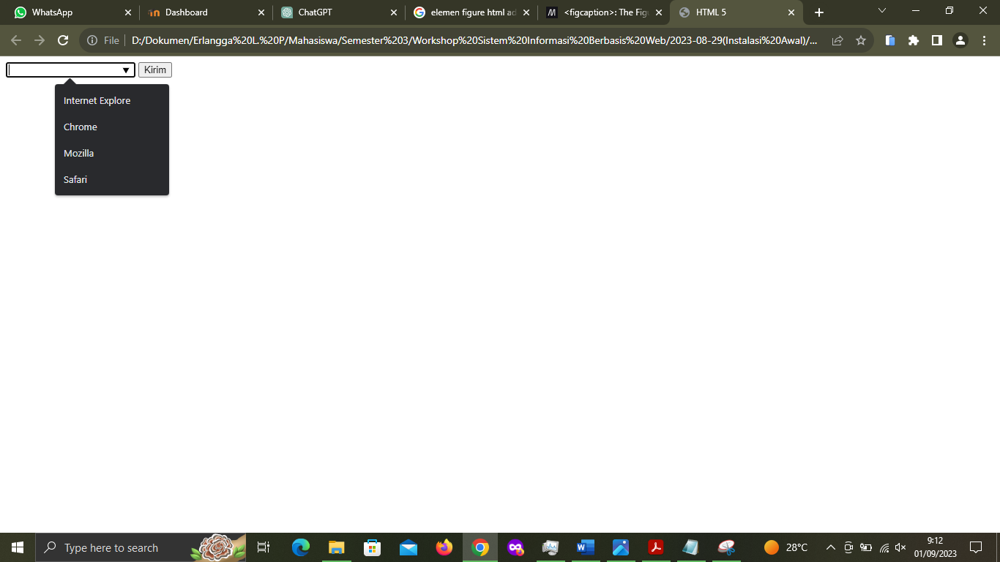 WhatsApp
Dashboard
ChatGPT
elemen figure html ad
<figcaption>: The Figu
HTML 5
File
D:/Dokumen/Erlangga%20L.%20P/Mahasiswa/Semester%203/Workshop%20Sistem%20Informasi%20Berbasis%20Web/2023-08-29(Instalasi%20Awal)/...
Kirim
Internet Explore
Chrome
Mozilla
Safari
Type here to search
28°C
9:12
01/09/2023